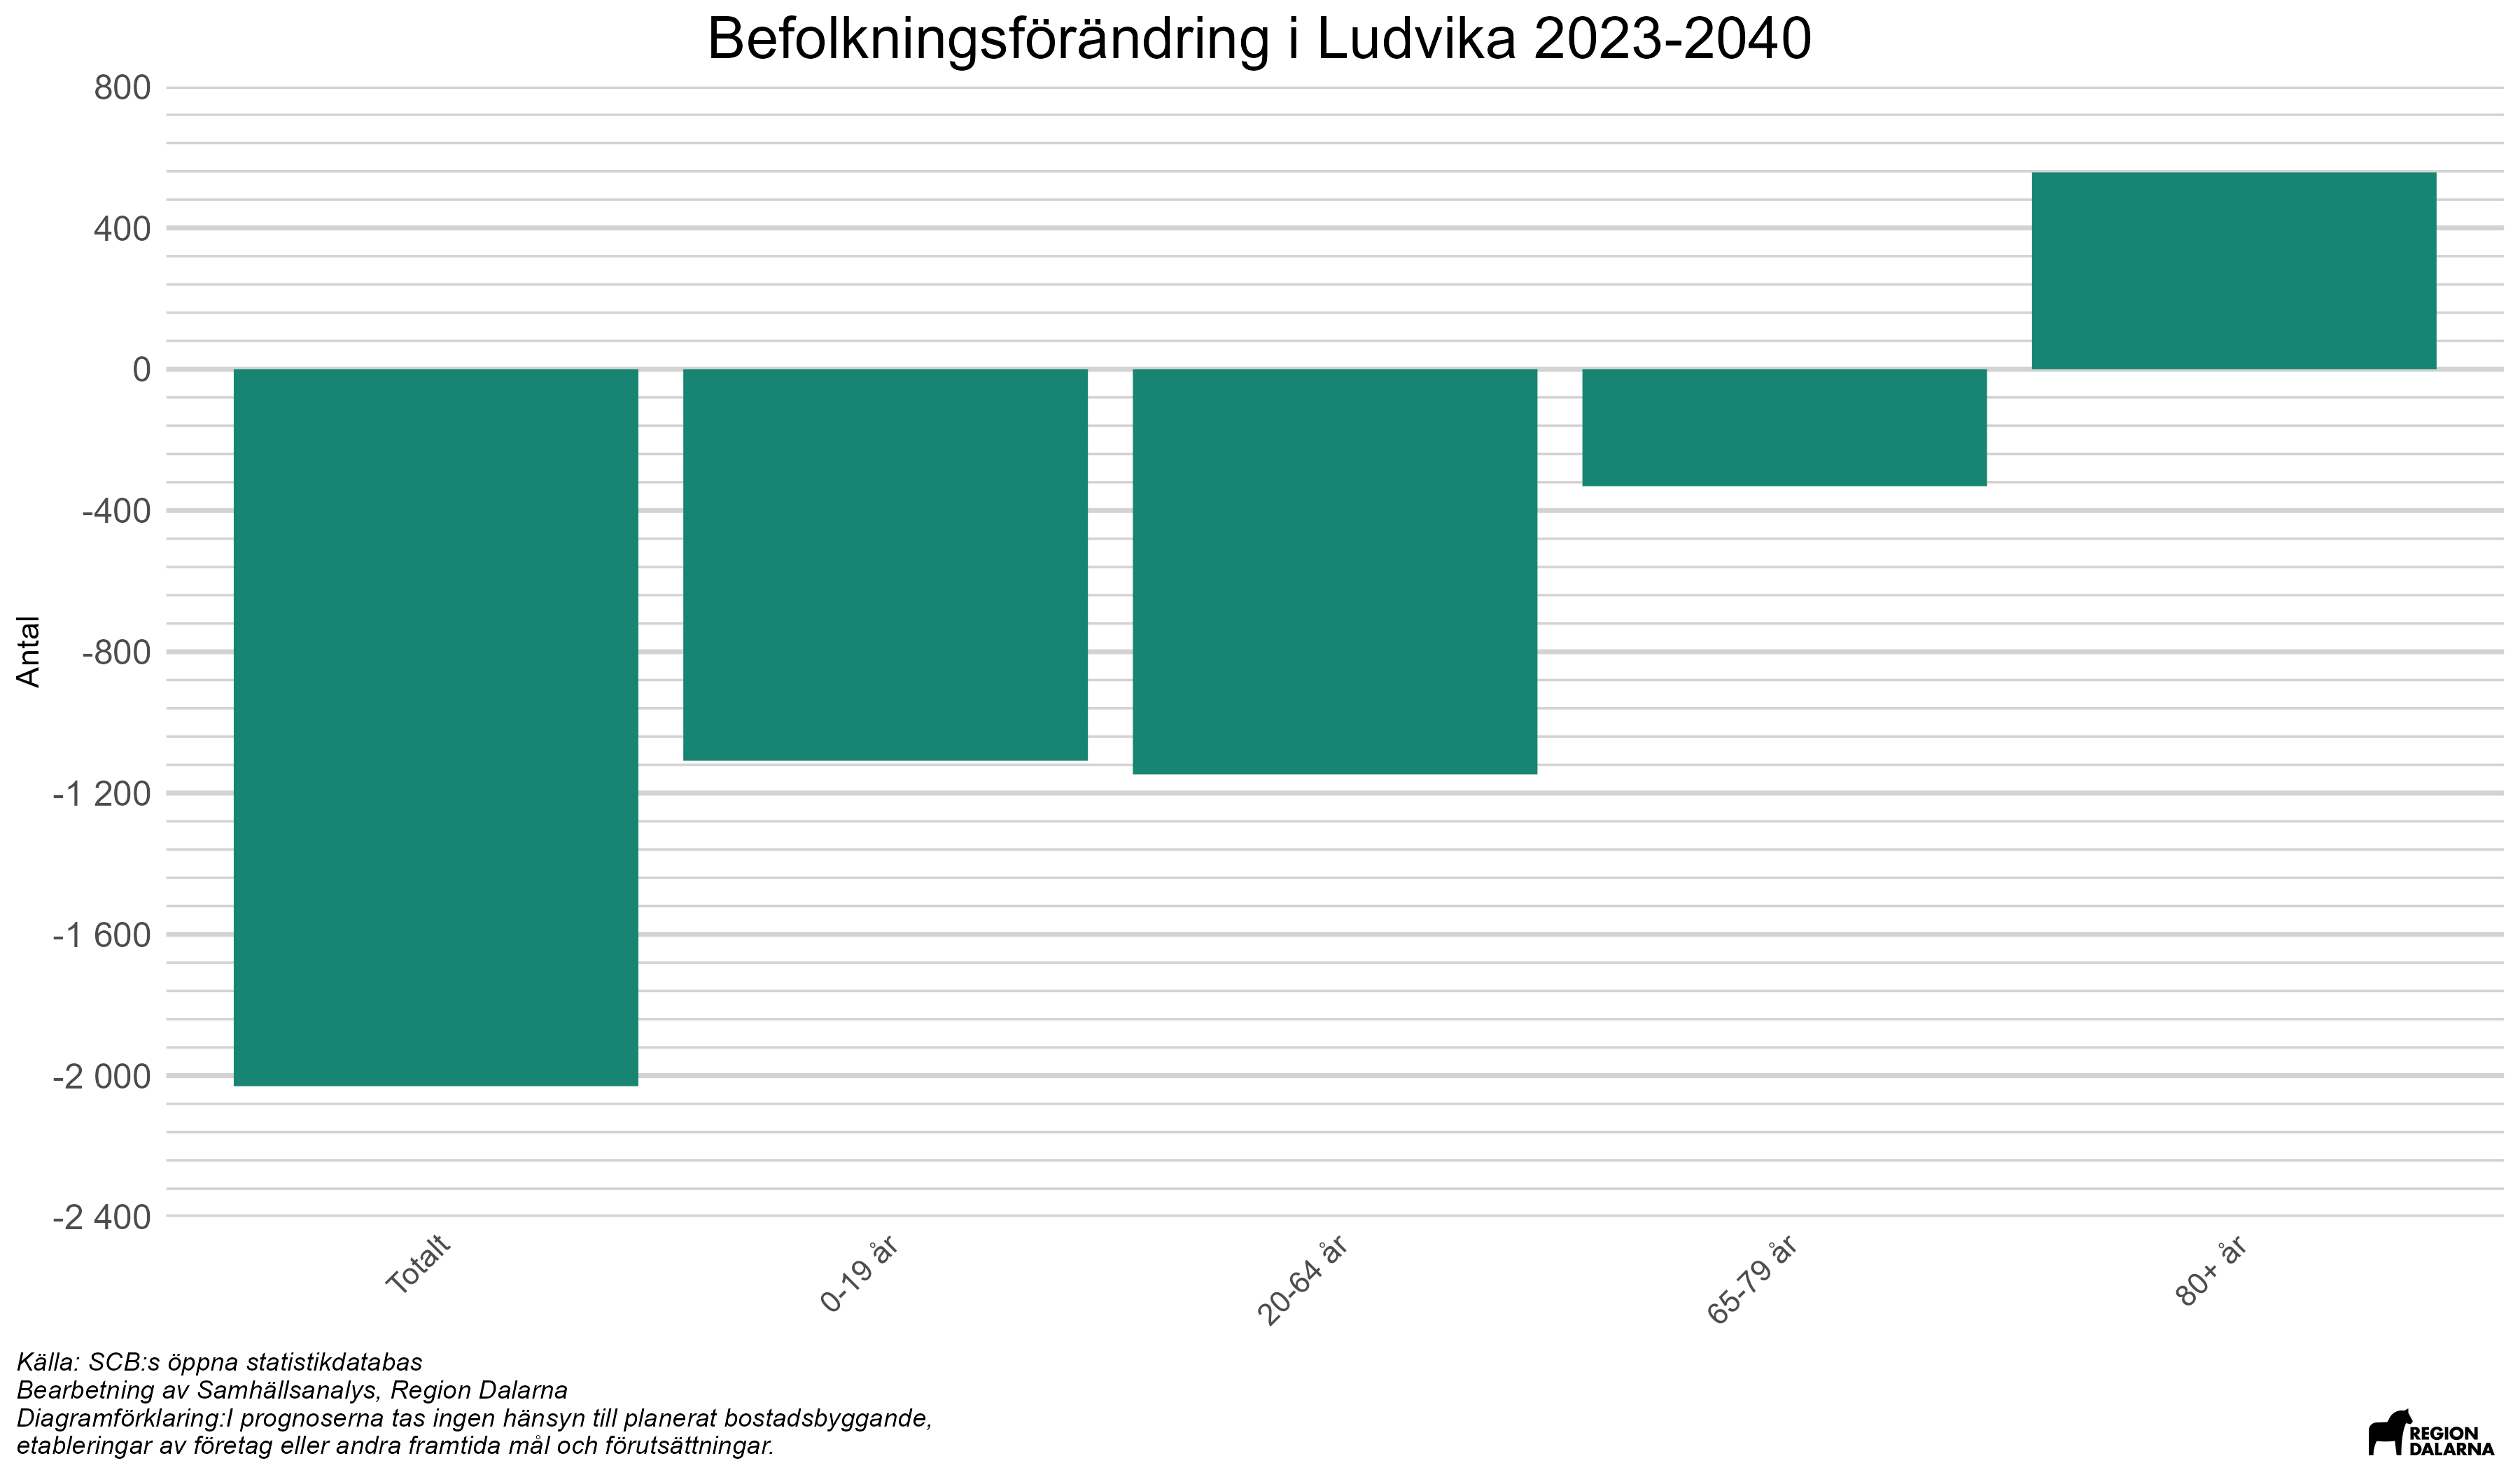 Befolkningsförändring i Ludvika 2023-2040
800
400
0
-400
-800
-1 200
-1 600
-2 000
-2 400
Antal
Totalt
0-19 år
20-64 år
65-79 år
80+ år
Källa: SCB:s öppna statistikdatabas
Bearbetning av Samhällsanalys, Region Dalarna
Diagramförklaring:I prognoserna tas ingen hänsyn till planerat bostadsbyggande,
etableringar av företag eller andra framtida mål och förutsättningar.
REGION
DALARNA